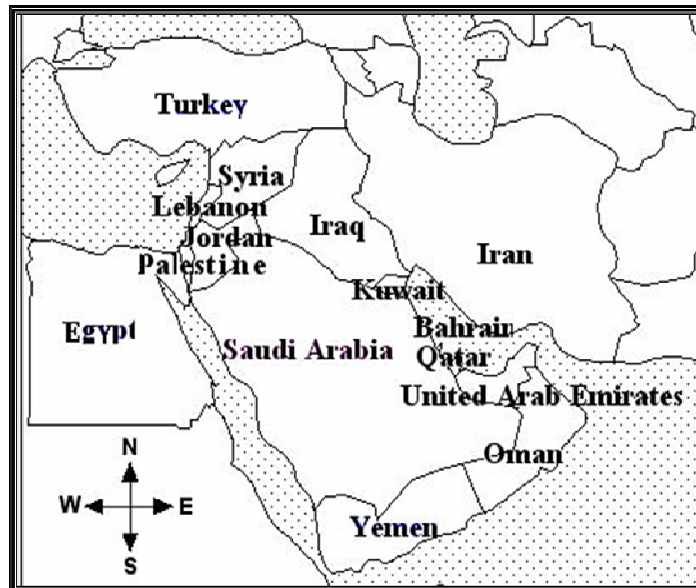 Turkey
Syria
Lebanon
Jordan
Palestine
Iraq
Iran
Kuwait
Egypt
Saudi Arabia
Bahrain
Qatar
United Arab Emirates
Oman
Yemen
N
W E
S